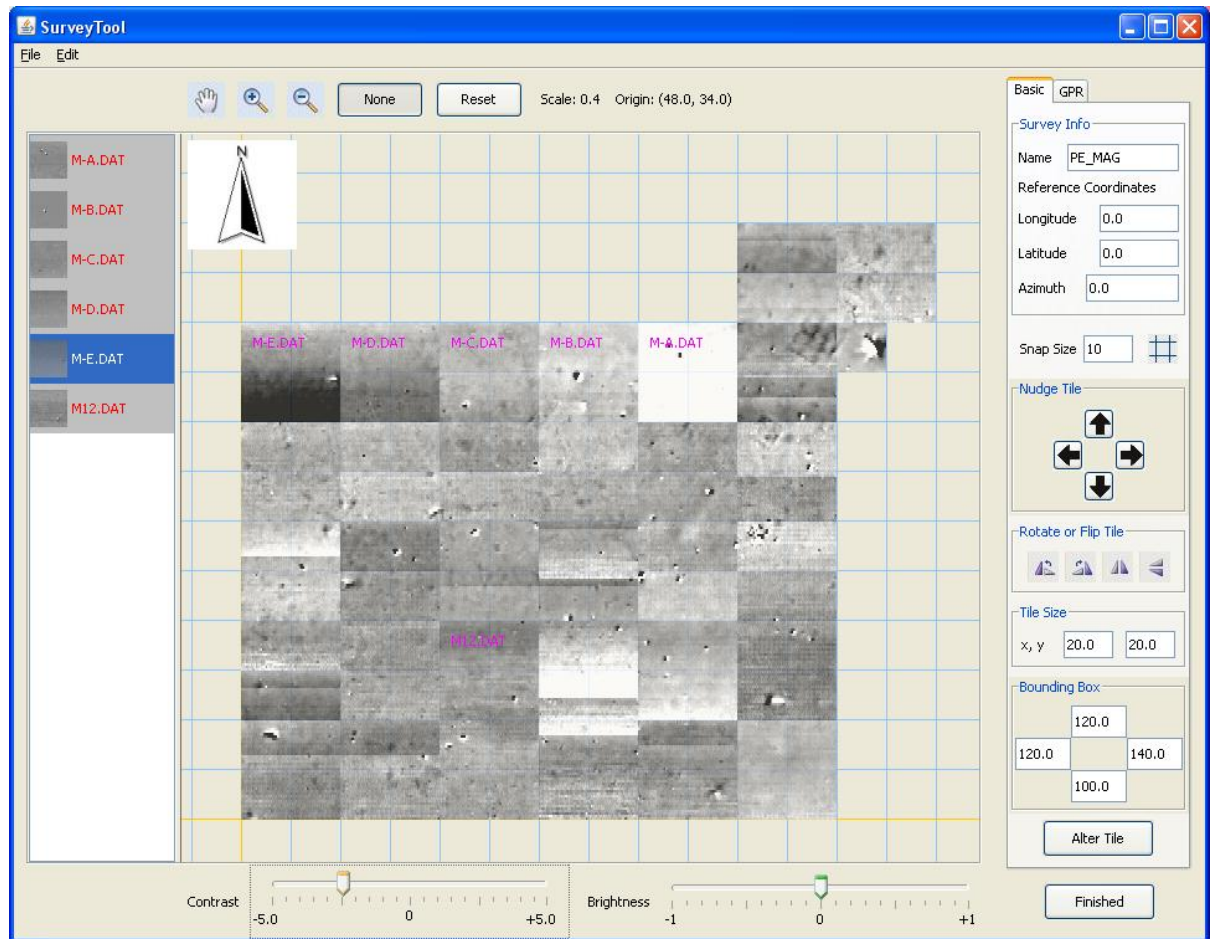 SurveyTool
File Edit
None Reset Scale: 0.4 Origin: (48.0, 34.0)
M-A.DAT
M-B.DAT
M-C.DAT
M-D.DAT
M-E.DAT
M12.DAT
N
M-E.DAT M-D.DAT M-C.DAT M-B.DAT M-A.DAT
M12.DAT
Contrast -5.0 0 +5.0
Brightness -1 0 +1
Basic GPR
Survey Info
Name PE_MAG
Reference Coordinates
Longitude 0.0
Latitude 0.0
Azimuth 0.0
Snap Size 10
Nudge Tile
Rotate or Flip Tile
Tile Size
x, y 20.0 20.0
Bounding Box
120.0
120.0 140.0
100.0
Alter Tile
Finished